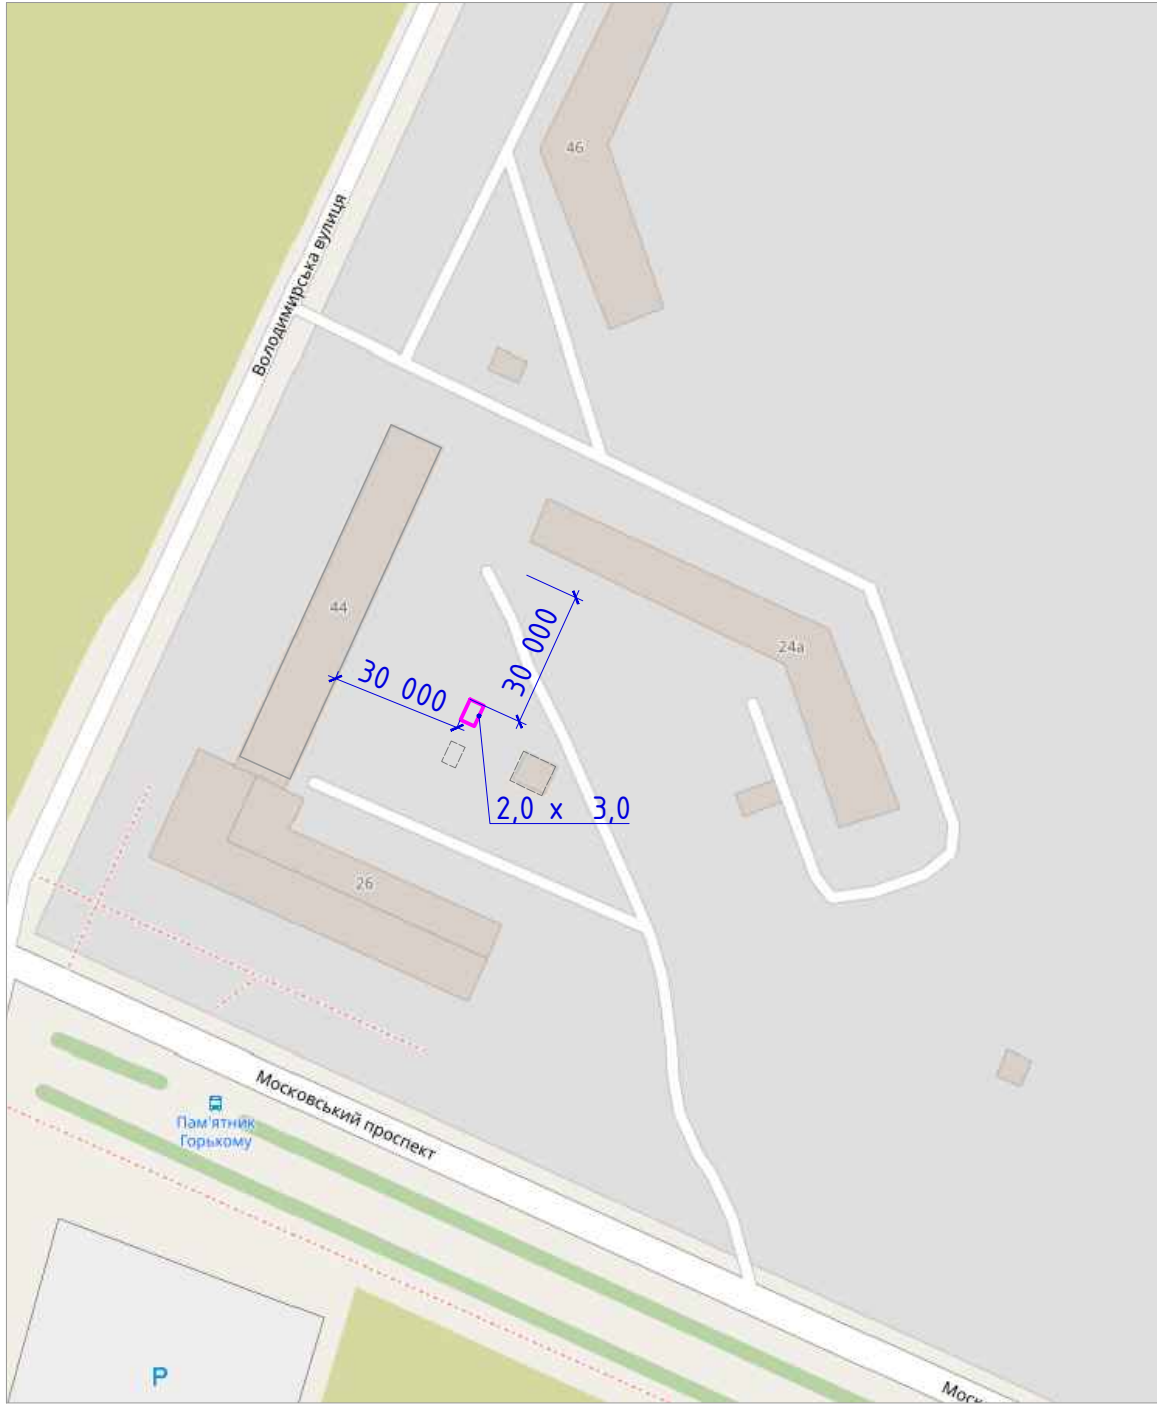 46
Володимирська вулиця
44
24а
30 000
30 000
2,0 x 3,0
26
Московський проспект
Пам'ятник
Горькому
P
Моск